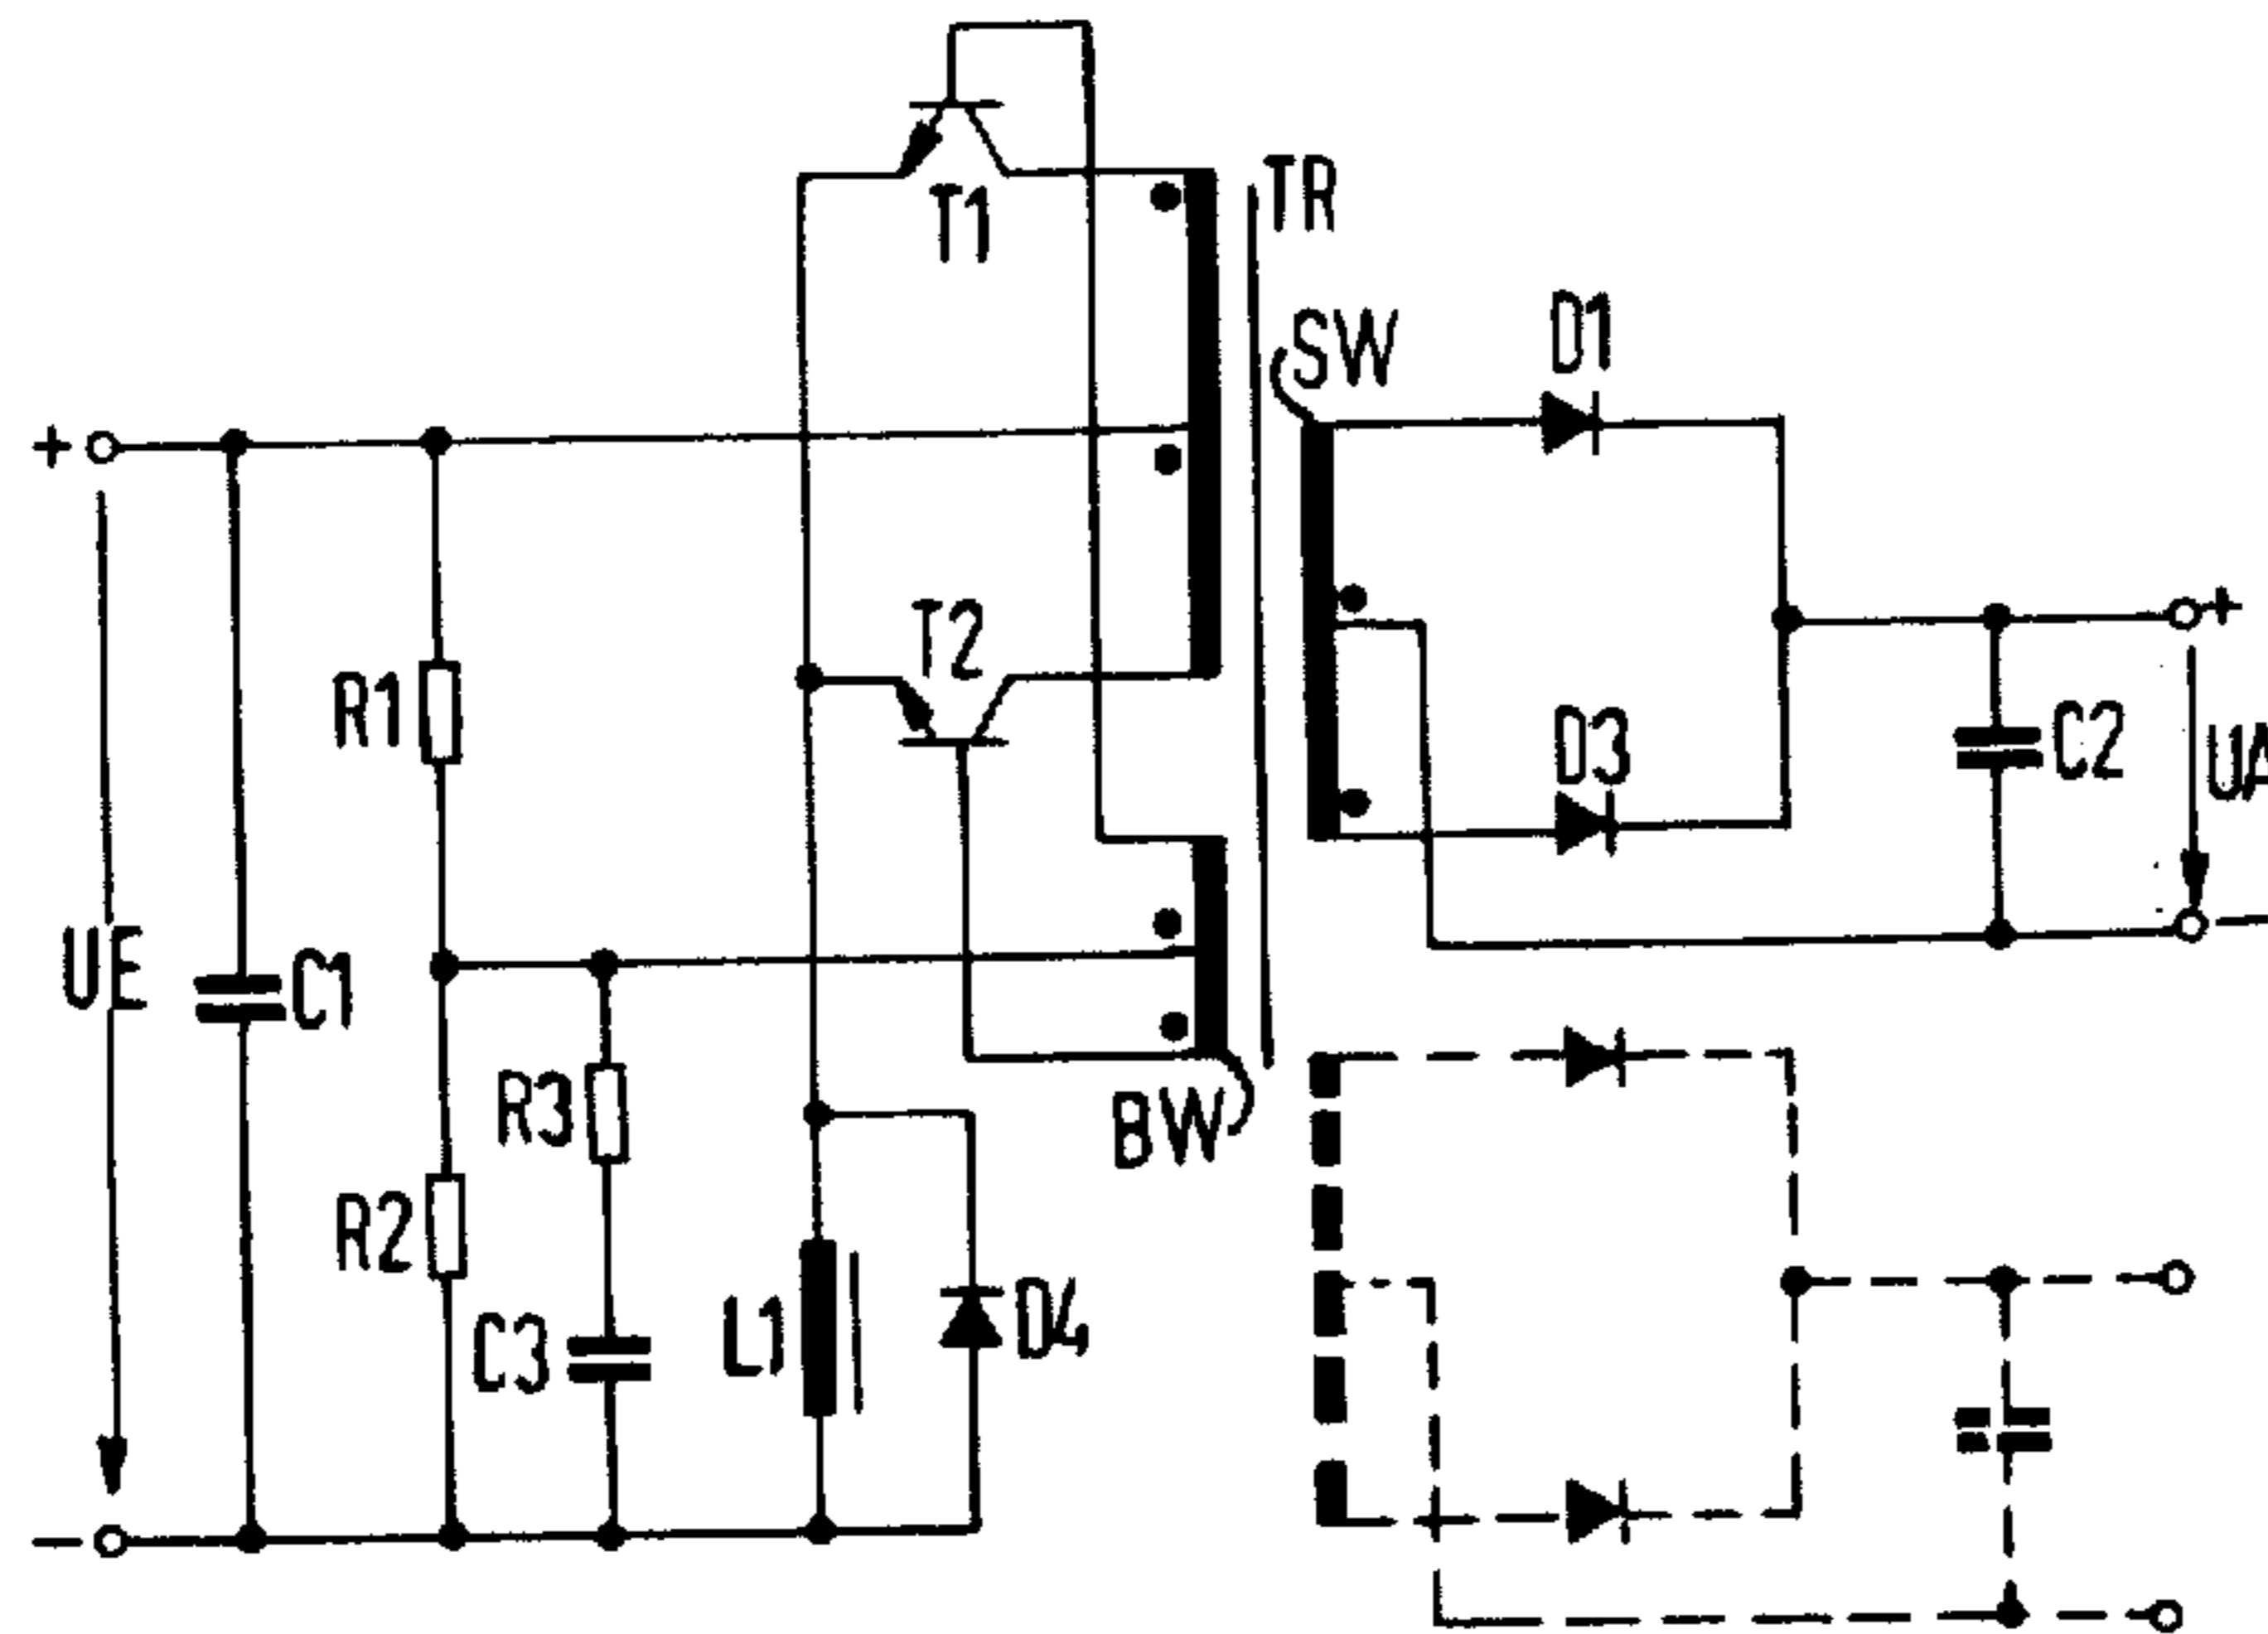 T1
TR
SW
D1
+
+
R1
T2
D3
C2
UA
UE
C1
−
R3
BW
R2
C3
L1
D4
−